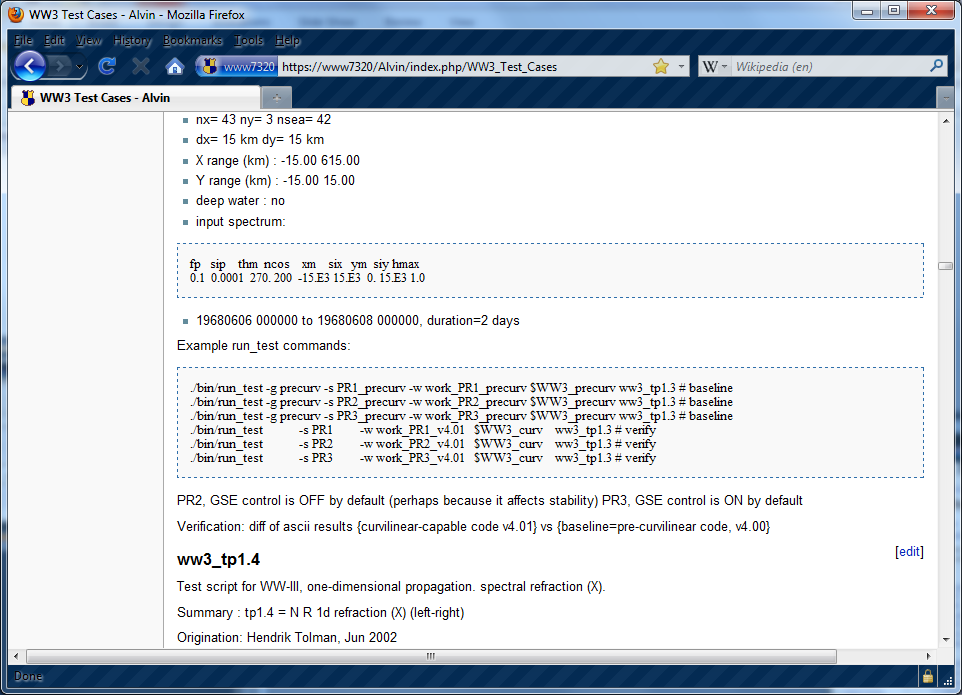 WW3 Test Cases - Alvin - Mozilla Firefox
File Edit View History Bookmarks Tools Help
www7320 https://www7320/Alvin/index.php/WW3_Test_Cases W Wikipedia (en)
WW3 Test Cases - Alvin
nx= 43 ny= 3 nsea= 42
dx= 15 km dy= 15 km
X range (km) : -15.00 615.00
Y range (km) : -15.00 15.00
deep water : no
input spectrum:
fp sip thm ncos xm six ym siy hmax
0.1 0.0001 270. 200 -15.E3 15.E3 0. 15.E3 1.0
19680606 000000 to 19680608 000000, duration=2 days
Example run_test commands:
./bin/run_test -g precurv -s PR1_precurv -w work_PR1_precurv $WW3_precurv ww3_tp1.3 # baseline
./bin/run_test -g precurv -s PR2_precurv -w work_PR2_precurv $WW3_precurv ww3_tp1.3 # baseline
./bin/run_test -g precurv -s PR3_precurv -w work_PR3_precurv $WW3_precurv ww3_tp1.3 # baseline
./bin/run_test -s PR1 -w work_PR1_v4.01 $WW3_curv ww3_tp1.3 # verify
./bin/run_test -s PR2 -w work_PR2_v4.01 $WW3_curv ww3_tp1.3 # verify
./bin/run_test -s PR3 -w work_PR3_v4.01 $WW3_curv ww3_tp1.3 # verify
PR2, GSE control is OFF by default (perhaps because it affects stability) PR3, GSE control is ON by default
Verification: diff of ascii results {curvilinear-capable code v4.01} vs {baseline=pre-curvilinear code, v4.00}
[edit]
ww3_tp1.4
Test script for WW-III, one-dimensional propagation. spectral refraction (X).
Summary : tp1.4 = N R 1d refraction (X) (left-right)
Origination: Hendrik Tolman, Jun 2002
Done